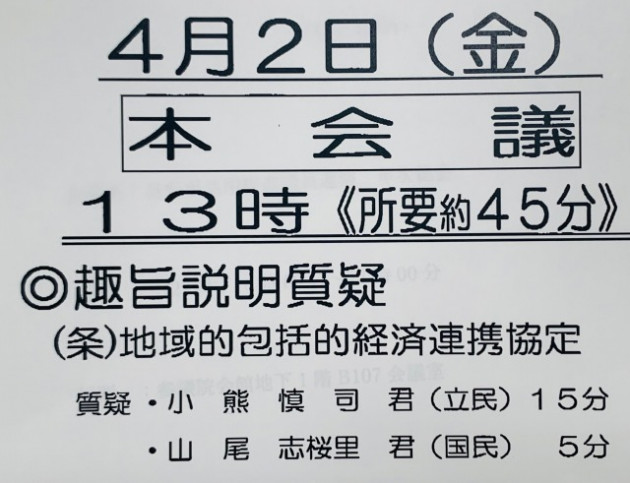 4月2日（金）
本会議
13時《所要約45分》
◎趣旨説明質疑
(条)地域的包括的経済連携協定
質疑・小熊慎司君（立民）15分
・山尾志桜里君（国民）5分